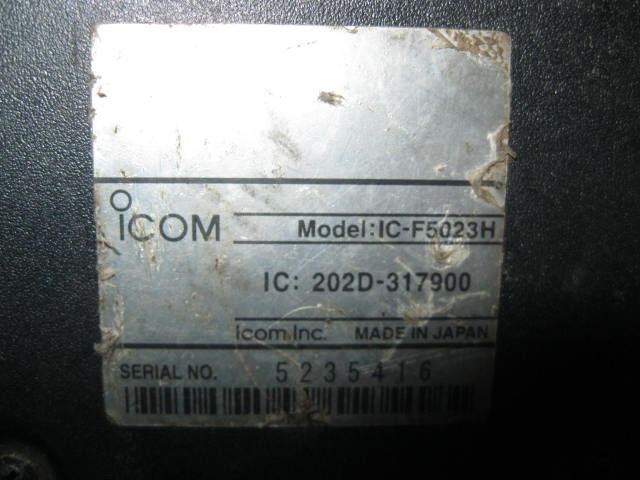 ICOM
Model:IC-F5023H
IC: 202D-317900
Icom Inc. MADE IN JAPAN
SERIAL NO. 5235416